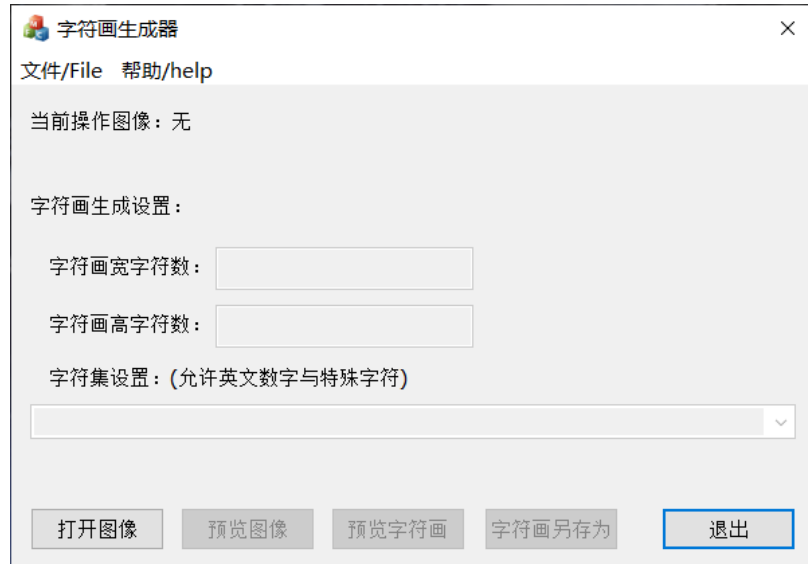 字符画生成器
文件/File 帮助/help
当前操作图像：无
字符画生成设置：
字符画宽字符数：
字符画高字符数：
字符集设置：(允许英文数字与特殊字符)
打开图像 预览图像 预览字符画 字符画另存为 退出